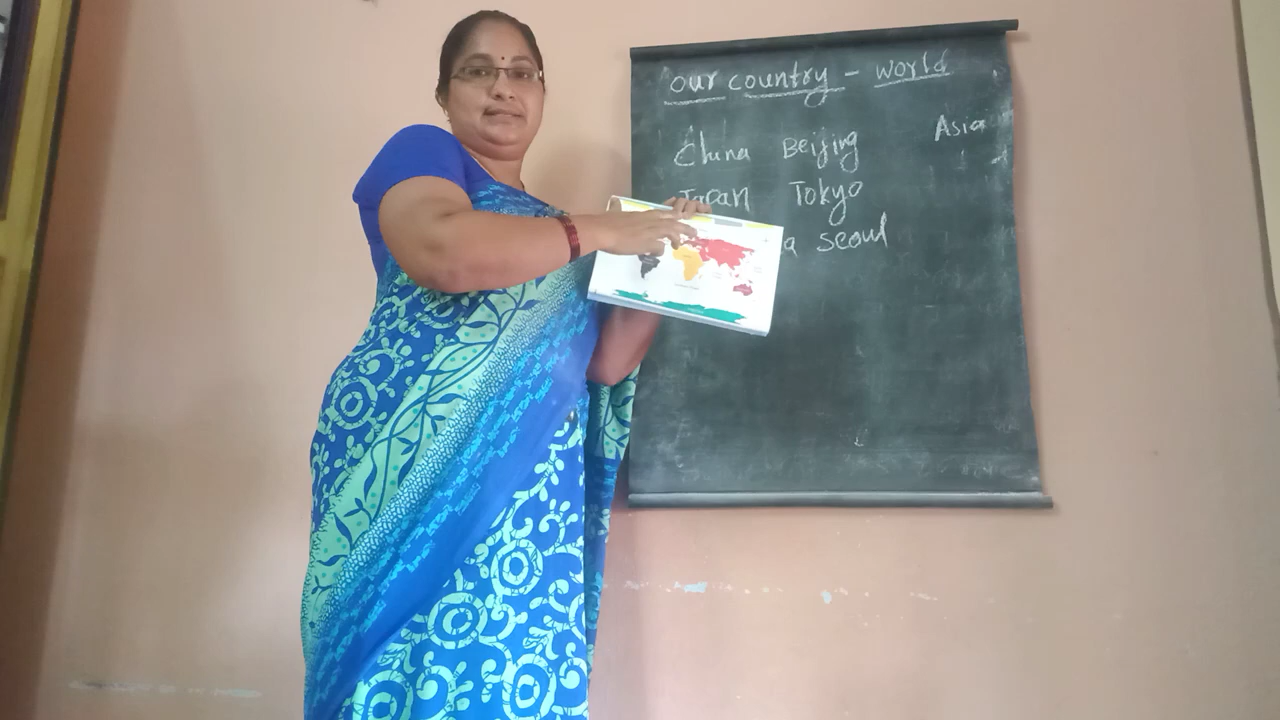 our country - world
Asia
China Beijing
Japan Tokyo
a seoul